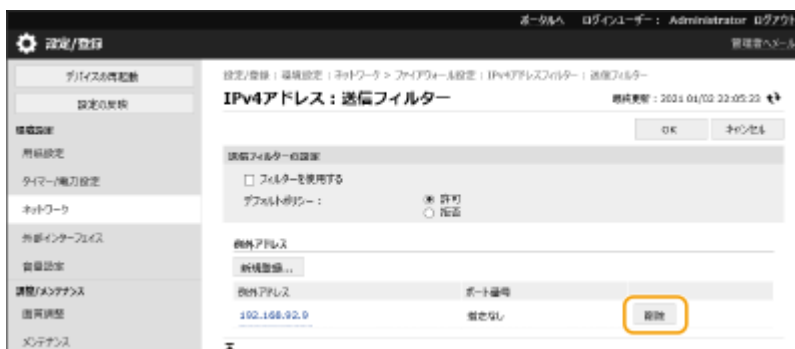 ポータルへ ログインユーザー： Administrator ログアウト
設定/登録
管理者へメール
デバイスの再起動
設定の反映
環境設定
用紙設定
タイマー/電力設定
ネットワーク
外部インターフェイス
音量設定
調整/メンテナンス
画質調整
メンテナンス
設定/登録 : 環境設定 : ネットワーク > ファイアウォール設定 : IPv4アドレスフィルター : 送信フィルター
IPv4アドレス：送信フィルター
最終更新 : 2021 01/02 22:05:23
OK キャンセル
送信フィルターの設定
フィルターを使用する
デフォルトポリシー：
許可
拒否
例外アドレス
新規登録...
例外アドレス ポート番号
192.168.92.9 指定なし 削除